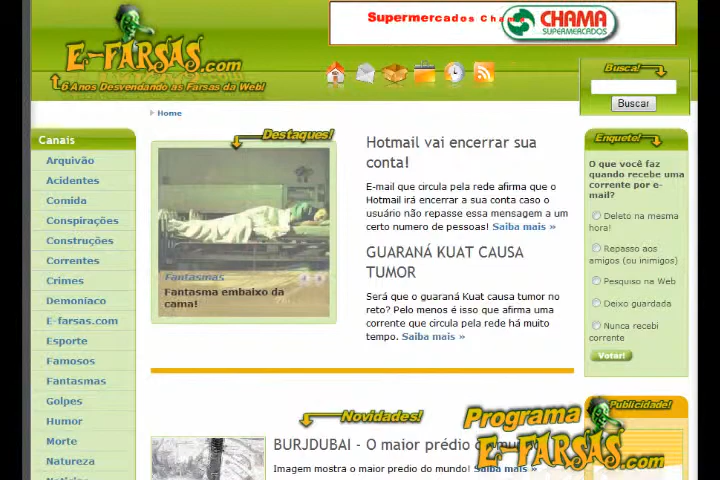 E-FARSAS.com
6 Anos Desvendando as Farsas da Web!
Supermercados Cham
CHAMA
SUPERMERCADOS
Busca!
Buscar
Home
Canais
Arquivão
Acidentes
Comida
Conspirações
Construções
Correntes
Crimes
Demoníaco
E-farsas.com
Esporte
Famosos
Fantasmas
Golpes
Humor
Morte
Natureza
Destaques!
Fantasmas
Fantasma embaixo da
cama!
Hotmail vai encerrar sua
conta!
E-mail que circula pela rede afirma que o
Hotmail irá encerrar a sua conta caso o
usuário não repasse essa mensagem a um
certo numero de pessoas! Saiba mais »
GUARANÁ KUAT CAUSA
TUMOR
Será que o guaraná Kuat causa tumor no
reto? Pelo menos é isso que afirma uma
corrente que circula pela rede há muito
tempo. Saiba mais »
Enquete!
O que você faz
quando recebe uma
corrente por e-
mail?
Deleto na mesma
hora!
Repasso aos
amigos (ou inimigos)
Pesquiso na Web
Deixo guardada
Nunca recebi
corrente
Votar!
Novidades!
BURJDUBAI - O maior prédio do mundo
Imagem mostra o maior predio do mundo! Saiba mais »
Publicidade!
Programa
E-FARSAS.com